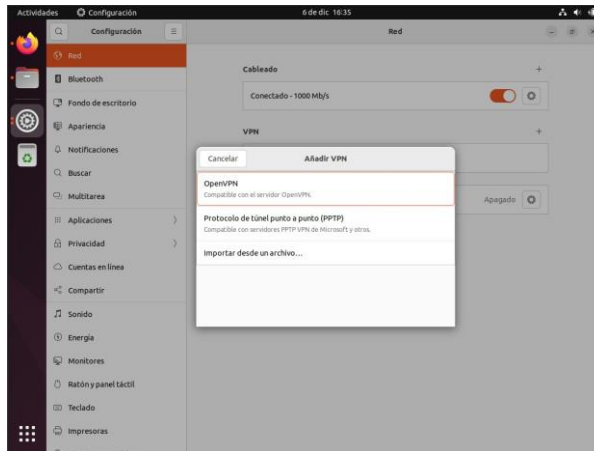 Actividades Configuración 6 de dic 16:35
Configuración Red
Red
Bluetooth
Fondo de escritorio
Apariencia
Notificaciones
Buscar
Multitarea
Aplicaciones
Privacidad
Cuentas en línea
Compartir
Sonido
Energía
Monitores
Ratón y panel táctil
Teclado
Impresoras
Cableado
Conectado - 1000 Mb/s
VPN
Apagado
Cancelar Añadir VPN
OpenVPN
Compatible con el servidor OpenVPN.
Protocolo de túnel punto a punto (PPTP)
Compatible con servidores PPTP VPN de Microsoft y otros.
Importar desde un archivo...